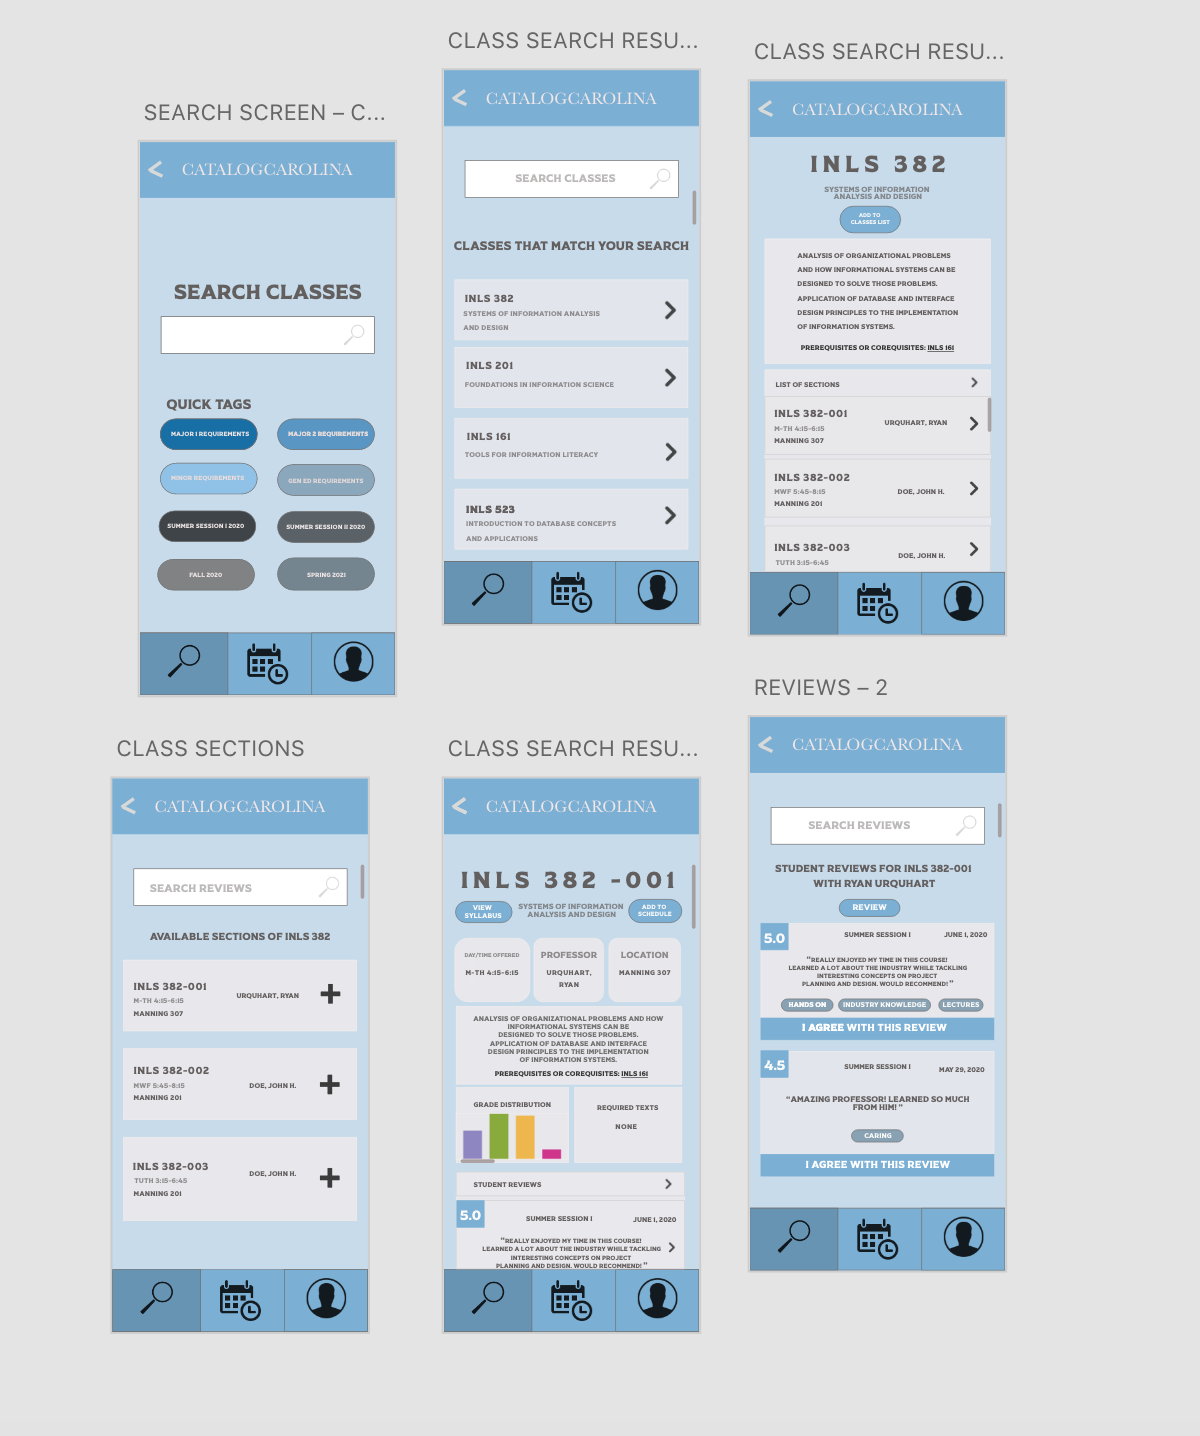 SEARCH SCREEN – C...
CATALOGCAROLINA
SEARCH CLASSES
QUICK TAGS
MAJOR 1 REQUIREMENTS
MAJOR 2 REQUIREMENTS
MINOR REQUIREMENTS
GEN ED REQUIREMENTS
SUMMER SESSION I 2020
SUMMER SESSION II 2020
FALL 2020
SPRING 2021
CLASS SEARCH RESU...
CATALOGCAROLINA
SEARCH CLASSES
CLASSES THAT MATCH YOUR SEARCH
INLS 382
SYSTEMS OF INFORMATION ANALYSIS
AND DESIGN
INLS 201
FOUNDATIONS IN INFORMATION SCIENCE
INLS 161
TOOLS FOR INFORMATION LITERACY
INLS 523
INTRODUCTION TO DATABASE CONCEPTS
AND APPLICATIONS
CLASS SEARCH RESU...
CATALOGCAROLINA
INLS 382
SYSTEMS OF INFORMATION
ANALYSIS AND DESIGN
ADD TO
CLASSES LIST
ANALYSIS OF ORGANIZATIONAL PROBLEMS
AND HOW INFORMATIONAL SYSTEMS CAN BE
DESIGNED TO SOLVE THOSE PROBLEMS.
APPLICATION OF DATABASE AND INTERFACE
DESIGN PRINCIPLES TO THE IMPLEMENTATION
OF INFORMATION SYSTEMS.
PREREQUISITES OR COREQUISITES: INLS 161
LIST OF SECTIONS
INLS 382-001
M-TH 4:15-6:15
MANNING 307
URQUHART, RYAN
INLS 382-002
MWF 5:45-8:15
MANNING 201
DOE, JOHN H.
INLS 382-003
TUTH 3:15-6:45
DOE, JOHN H.
CLASS SECTIONS
CATALOGCAROLINA
SEARCH REVIEWS
AVAILABLE SECTIONS OF INLS 382
INLS 382-001
M-TH 4:15-6:15
MANNING 307
URQUHART, RYAN
INLS 382-002
MWF 5:45-8:15
MANNING 201
DOE, JOHN H.
INLS 382-003
TUTH 3:15-6:45
MANNING 201
DOE, JOHN H.
CLASS SEARCH RESU...
CATALOGCAROLINA
INLS 382 -001
VIEW
SYLLABUS
SYSTEMS OF INFORMATION
ANALYSIS AND DESIGN
ADD TO
SCHEDULE
DAY/TIME OFFERED
M-TH 4:15-6:15
PROFESSOR
URQUHART,
RYAN
LOCATION
MANNING 307
ANALYSIS OF ORGANIZATIONAL PROBLEMS AND HOW
INFORMATIONAL SYSTEMS CAN BE
DESIGNED TO SOLVE THOSE PROBLEMS.
APPLICATION OF DATABASE AND INTERFACE
DESIGN PRINCIPLES TO THE IMPLEMENTATION
OF INFORMATION SYSTEMS.
PREREQUISITES OR COREQUISITES: INLS 161
GRADE DISTRIBUTION
REQUIRED TEXTS
NONE
STUDENT REVIEWS
5.0
SUMMER SESSION I
JUNE 1, 2020
"REALLY ENJOYED MY TIME IN THIS COURSE!
LEARNED A LOT ABOUT THE INDUSTRY WHILE TACKLING
INTERESTING CONCEPTS ON PROJECT
PLANNING AND DESIGN. WOULD RECOMMEND! "
REVIEWS – 2
CATALOGCAROLINA
SEARCH REVIEWS
STUDENT REVIEWS FOR INLS 382-001
WITH RYAN URQUHART
REVIEW
5.0
SUMMER SESSION I
JUNE 1, 2020
"REALLY ENJOYED MY TIME IN THIS COURSE!
LEARNED A LOT ABOUT THE INDUSTRY WHILE TACKLING
INTERESTING CONCEPTS ON PROJECT
PLANNING AND DESIGN. WOULD RECOMMEND! "
HANDS ON
INDUSTRY KNOWLEDGE
LECTURES
I AGREE WITH THIS REVIEW
4.5
SUMMER SESSION I
MAY 29, 2020
"AMAZING PROFESSOR! LEARNED SO MUCH
FROM HIM! "
CARING
I AGREE WITH THIS REVIEW